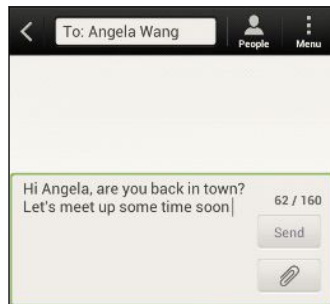 To: Angela Wang
People
Menu
Hi Angela, are you back in town?
Let's meet up some time soon
62 / 160
Send